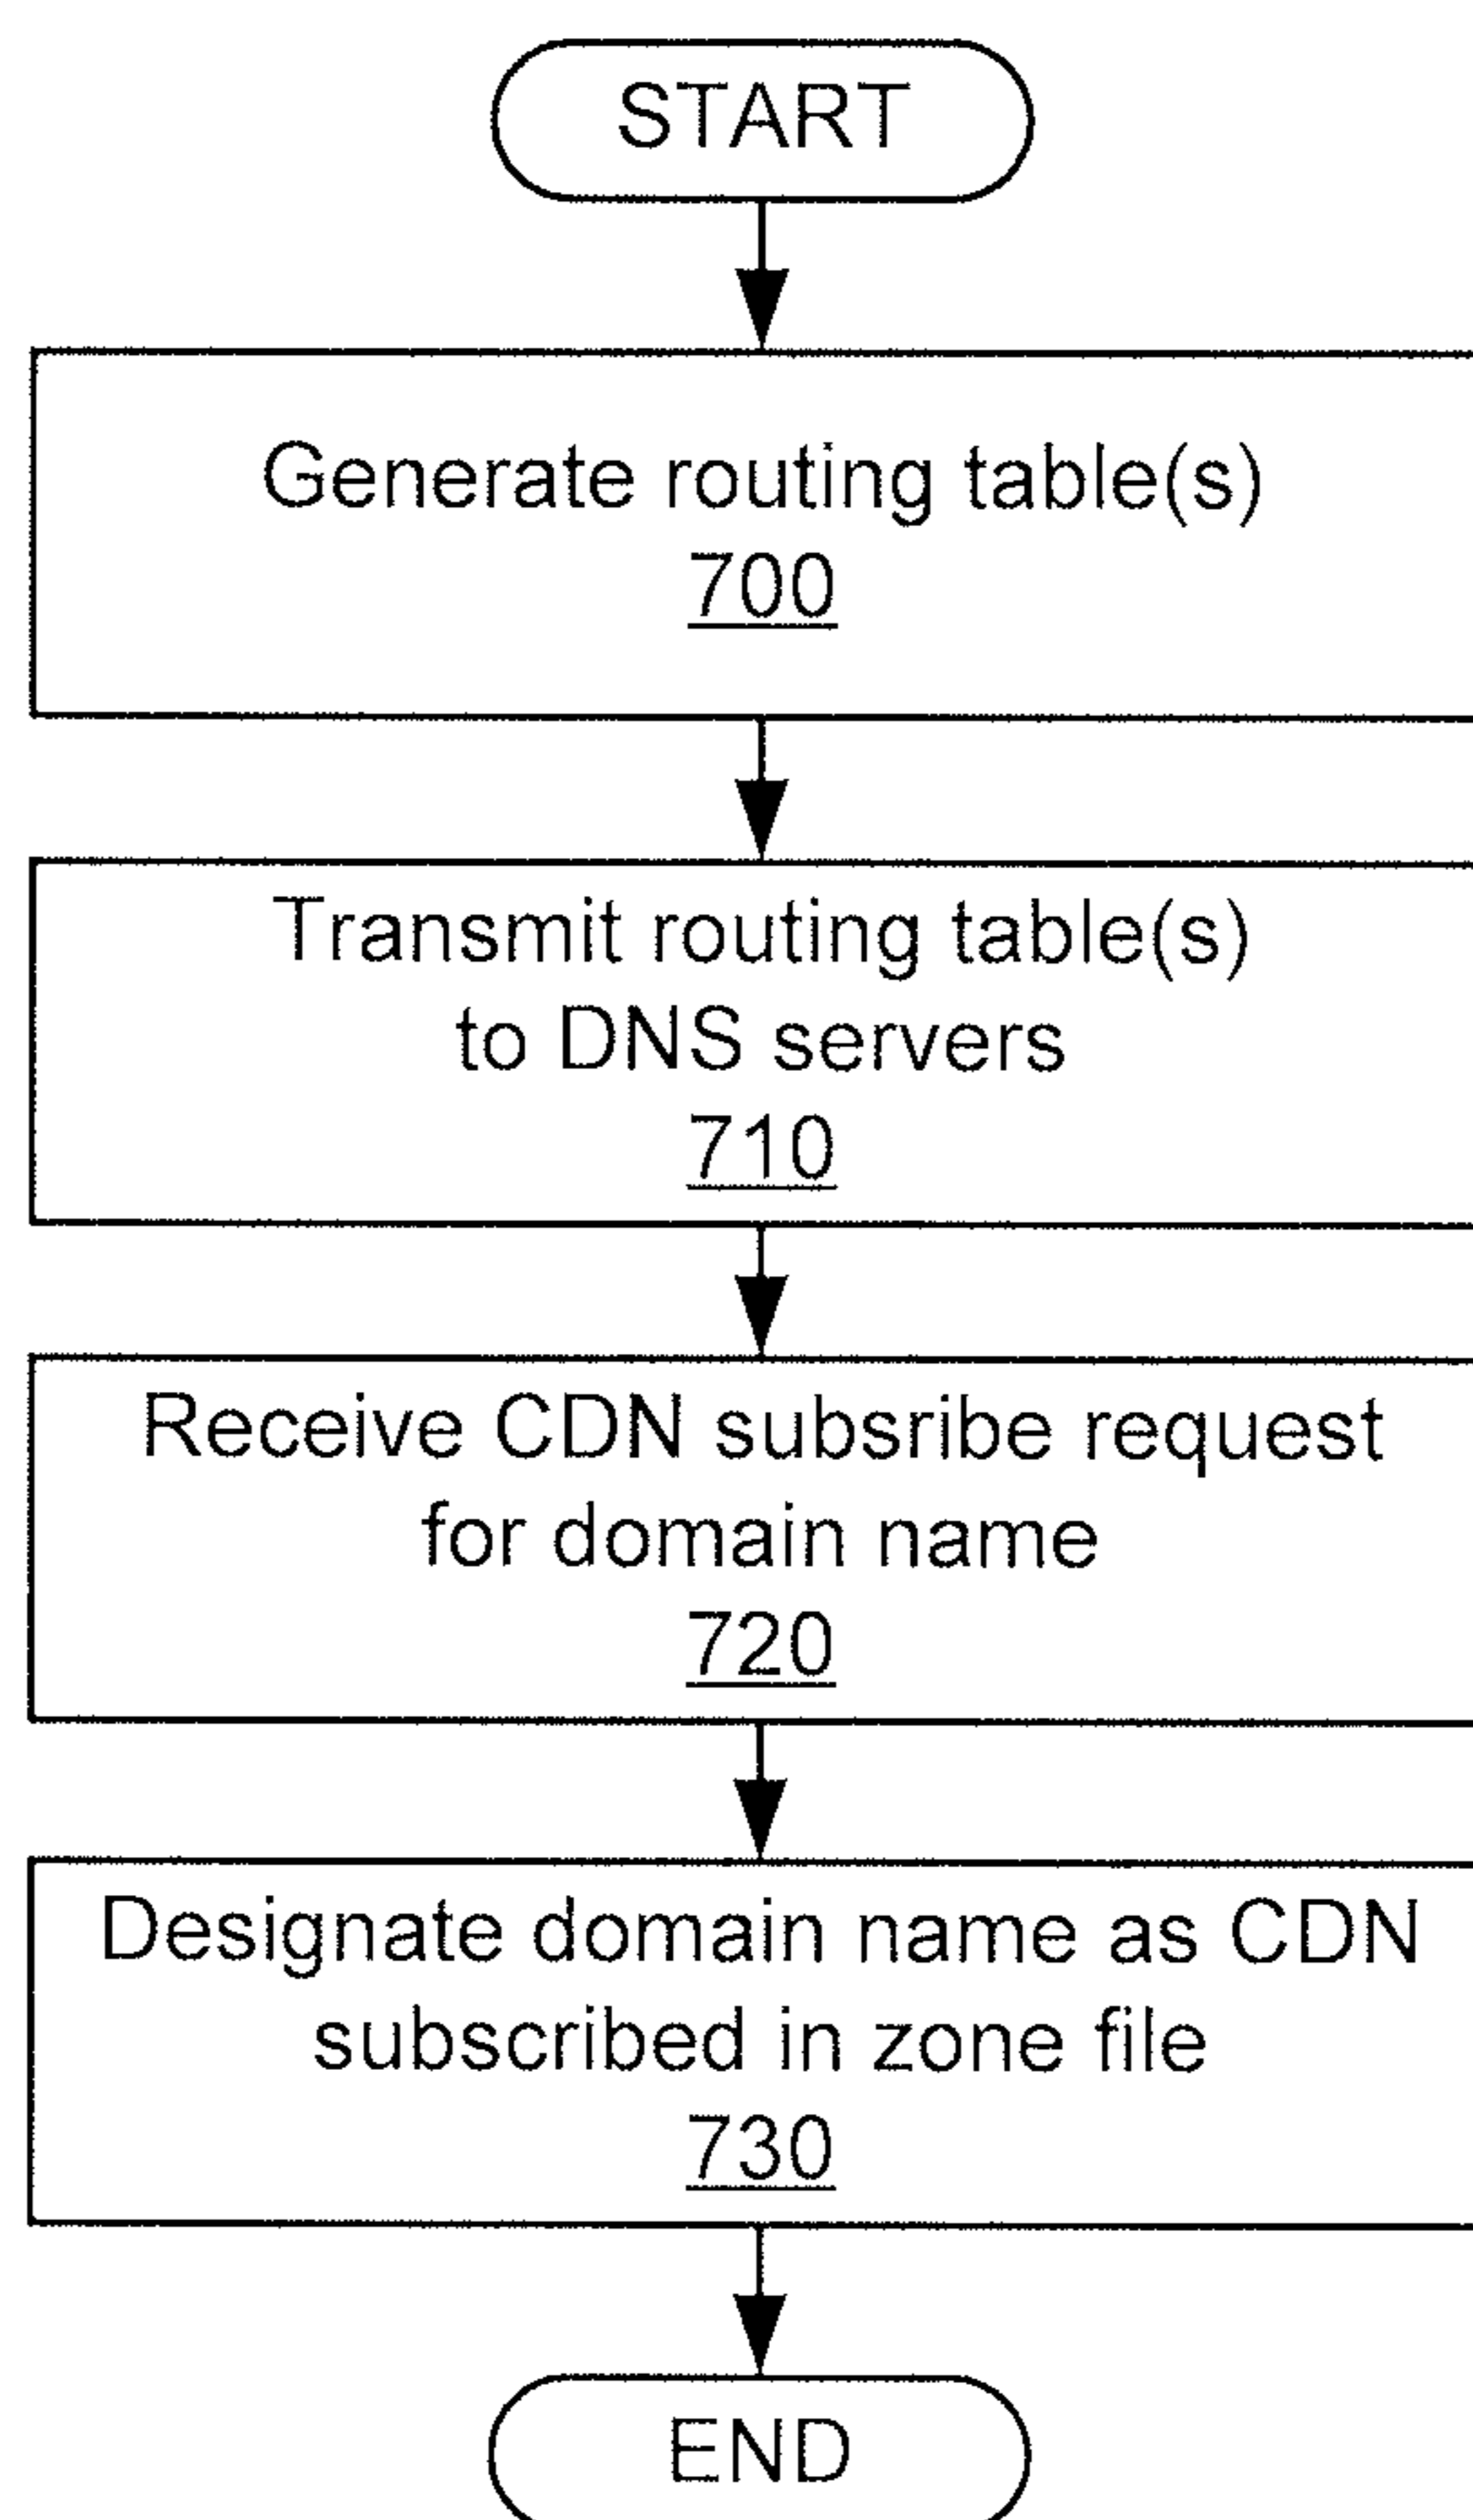 START
Generate routing table(s)
700
Transmit routing table(s)
to DNS servers
710
Receive CDN subsribe request
for domain name
720
Designate domain name as CDN
subscribed in zone file
730
END